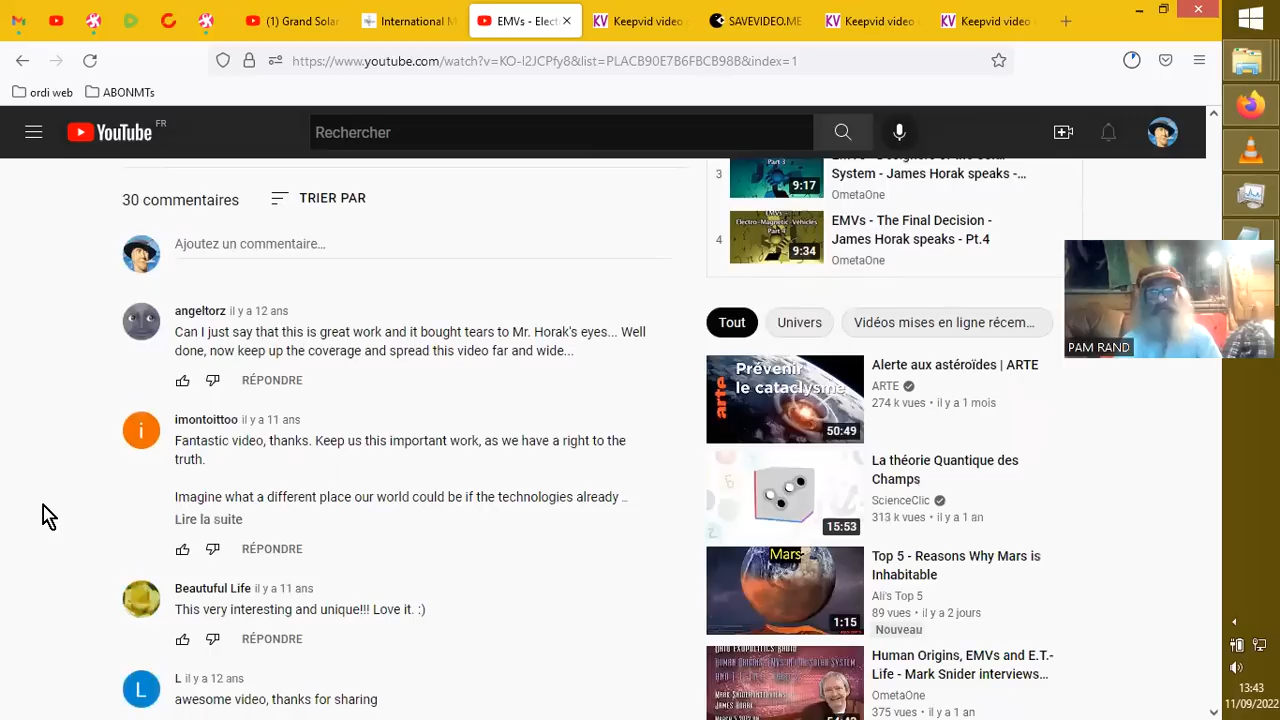 (1) Grand Solar
International M
EMVs - Elect
Keepvid video
SAVEVIDEO.ME
Keepvid video
Keepvid video
https://www.youtube.com/watch?v=KO-I2JCPfy8&list=PLACB90E7B6FBCB98B&index=1
ordi web
ABONMTs
YouTube FR
Rechercher
30 commentaires
TRIER PAR
Ajoutez un commentaire...
angeltorz il y a 12 ans
Can I just say that this is great work and it bought tears to Mr. Horak's eyes... Well
done, now keep up the coverage and spread this video far and wide...
RÉPONDRE
imontoittoo il y a 11 ans
Fantastic video, thanks. Keep us this important work, as we have a right to the
truth.
Imagine what a different place our world could be if the technologies already ..
Lire la suite
RÉPONDRE
Beautuful Life il y a 11 ans
This very interesting and unique!!! Love it. :)
RÉPONDRE
L il y a 12 ans
awesome video, thanks for sharing
Part 3
3
9:17
System - James Horak speaks -...
OmetaOne
EMVs
Electro-Magnetic-Vehicles
Part 4
4
9:34
EMVs - The Final Decision -
James Horak speaks - Pt.4
OmetaOne
PAM RAND
Tout
Univers
Vidéos mises en ligne récem...
Prévenir
le cataclysme
arte
50:49
Alerte aux astéroïdes | ARTE
ARTE
274 k vues • il y a 1 mois
15:53
La théorie Quantique des
Champs
ScienceClic
313 k vues • il y a 1 an
Mars
1:15
Top 5 - Reasons Why Mars is
Inhabitable
Ali's Top 5
89 vues • il y a 2 jours
Nouveau
Human Origins, EMVs and E.T.-
Life - Mark Snider interviews...
OmetaOne
375 vues • il y a 1 an
13:43
11/09/2022